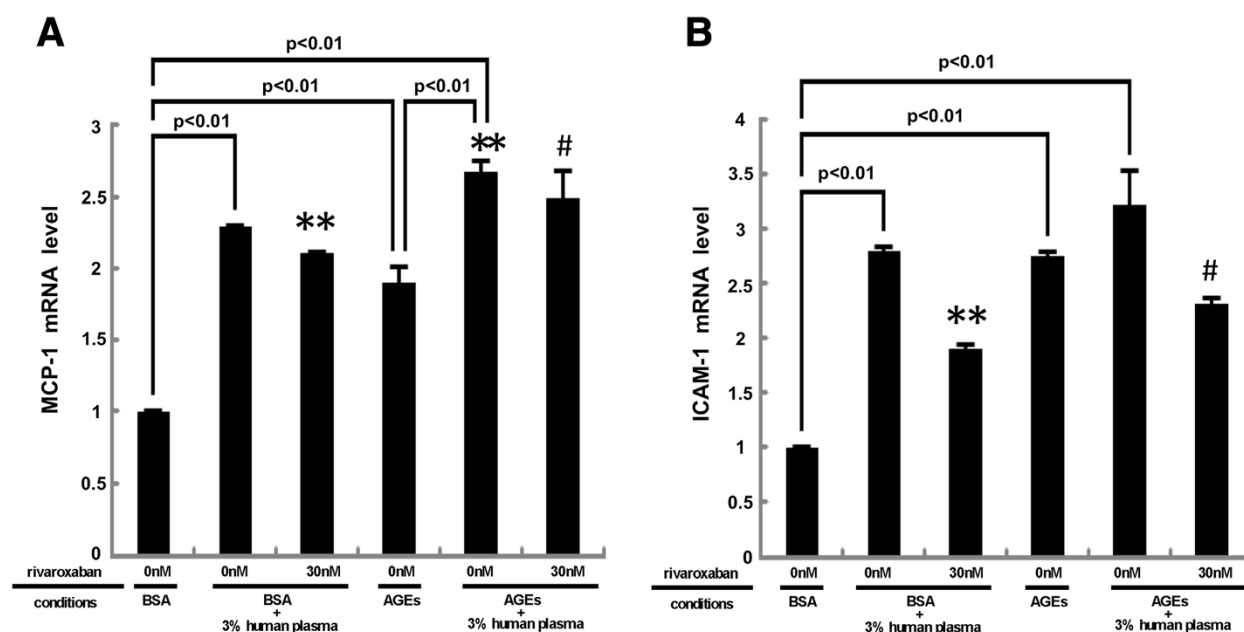 A
p<0.01
p<0.01
p<0.01
p<0.01
MCP-1 mRNA level
3
2.5
2
1.5
1
0.5
0
**
**
#
rivaroxaban 0nM 0nM 30nM 0nM 0nM 30nM
conditions BSA BSA AGEs AGEs
+ +
3% human plasma 3% human plasma
B
p<0.01
p<0.01
p<0.01
ICAM-1 mRNA level
4
3.5
3
2.5
2
1.5
1
0.5
0
**
#
rivaroxaban 0nM 0nM 30nM 0nM 0nM 30nM
conditions BSA BSA AGEs AGEs
+ +
3% human plasma 3% human plasma